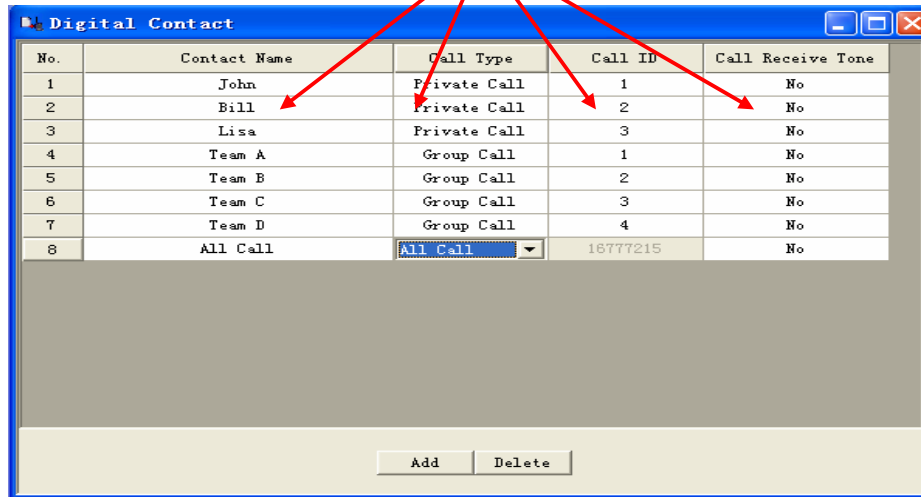 Digital Contact
No. Contact Name Call Type Call ID Call Receive Tone
1 John Private Call 1 No
2 Bill Private Call 2 No
3 Lisa Private Call 3 No
4 Team A Group Call 1 No
5 Team B Group Call 2 No
6 Team C Group Call 3 No
7 Team D Group Call 4 No
8 All Call All Call 16777215 No
Add Delete